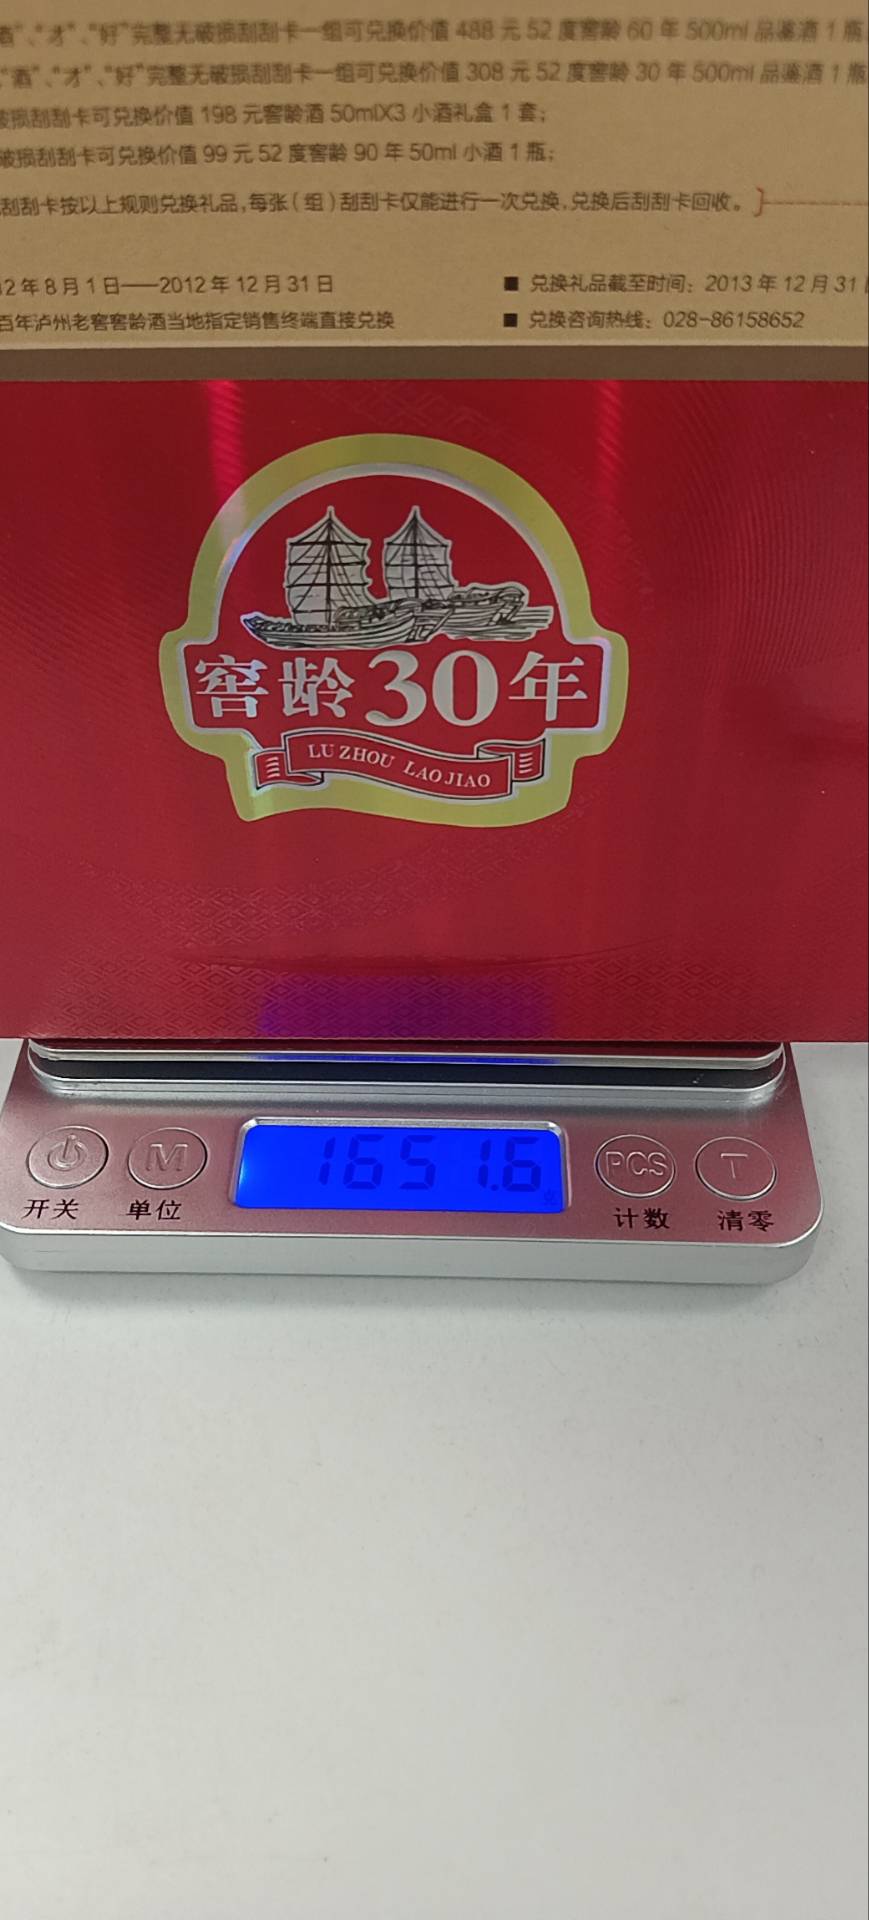 酒”、“才”、“好”完整无破损刮刮卡一组可兑换价值 488 元 52 度窖龄 60 年 500ml 品鉴酒 1 瓶
“酒”、“才”、“好”完整无破损刮刮卡一组可兑换价值 308 元 52 度窖龄 30 年 500ml 品鉴酒 1 瓶
破损刮刮卡可兑换价值 198 元窖龄酒 50mlX3 小酒礼盒 1 套；
破损刮刮卡可兑换价值 99 元 52 度窖龄 90 年 50ml 小酒 1 瓶；
刮刮卡按以上规则兑换礼品,每张(组)刮刮卡仅能进行一次兑换,兑换后刮刮卡回收。
2 年 8 月 1 日——2012 年 12 月 31 日
■ 兑换礼品截至时间：2013 年 12 月 31
百年泸州老窖窖龄酒当地指定销售终端直接兑换
■ 兑换咨询热线：028-86158652
窖龄30年
LU ZHOU LAO JIAO
M
1651.6
PCS
T
开关
单位
计数
清零